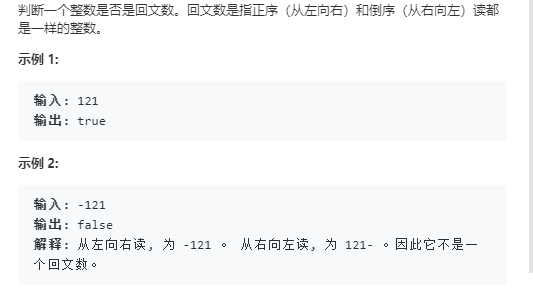 判断一个整数是否是回文数。回文数是指正序（从左向右）和倒序（从右向左）读都
是一样的整数。
示例 1:
输入: 121
输出: true
示例 2:
输入: -121
输出: false
解释: 从左向右读, 为 -121 。 从右向左读, 为 121- 。因此它不是一
个回文数。